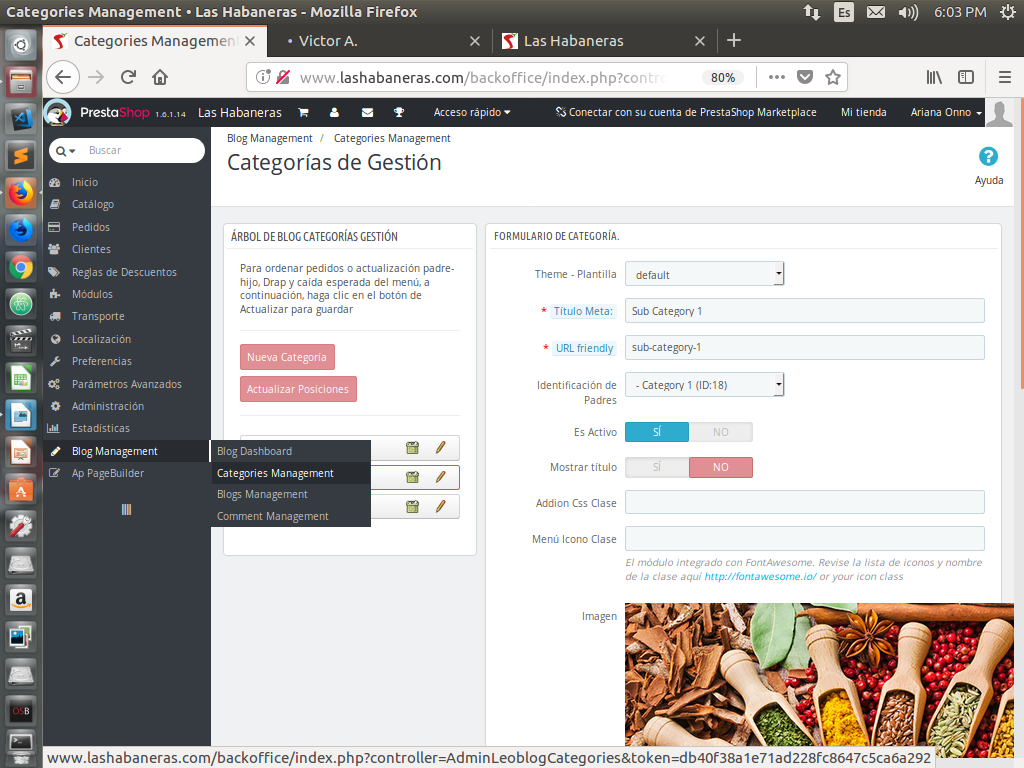 Categories Management • Las Habaneras - Mozilla Firefox
Es
6:03 PM
Categories Management
• Victor A.
Las Habaneras
www.lashabaneras.com/backoffice/index.php?contro
80%
PrestaShop 1.6.1.14
Las Habaneras
Acceso rápido
Conectar con su cuenta de PrestaShop Marketplace
Mi tienda
Ariana Onno
Buscar
Inicio
Catálogo
Pedidos
Clientes
Reglas de Descuentos
Módulos
Transporte
Localización
Preferencias
Parámetros Avanzados
Administración
Estadísticas
Blog Management
Ap PageBuilder
Blog Dashboard
Categories Management
Blogs Management
Comment Management
Blog Management / Categories Management
Categorías de Gestión
Ayuda
ÁRBOL DE BLOG CATEGORÍAS GESTIÓN
Para ordenar pedidos o actualización padre-
hijo, Drap y caída esperada del menú, a
continuación, haga clic en el botón de
Actualizar para guardar
Nueva Categoría
Actualizar Posiciones
FORMULARIO DE CATEGORÍA.
Theme - Plantilla
default
* Título Meta:
Sub Category 1
* URL friendly
sub-category-1
Identificación de
Padres
- Category 1 (ID:18)
Es Activo
SÍ
NO
Mostrar título
SÍ
NO
Addion Css Clase
Menú Icono Clase
El módulo integrado con FontAwesome. Revise la lista de iconos y nombre
de la clase aquí http://fontawesome.io/ or your icon class
Imagen
a
OSB
www.lashabaneras.com/backoffice/index.php?controller=AdminLeoblogCategories&token=db40f38a1e71ad228fc8647c5ca6a292